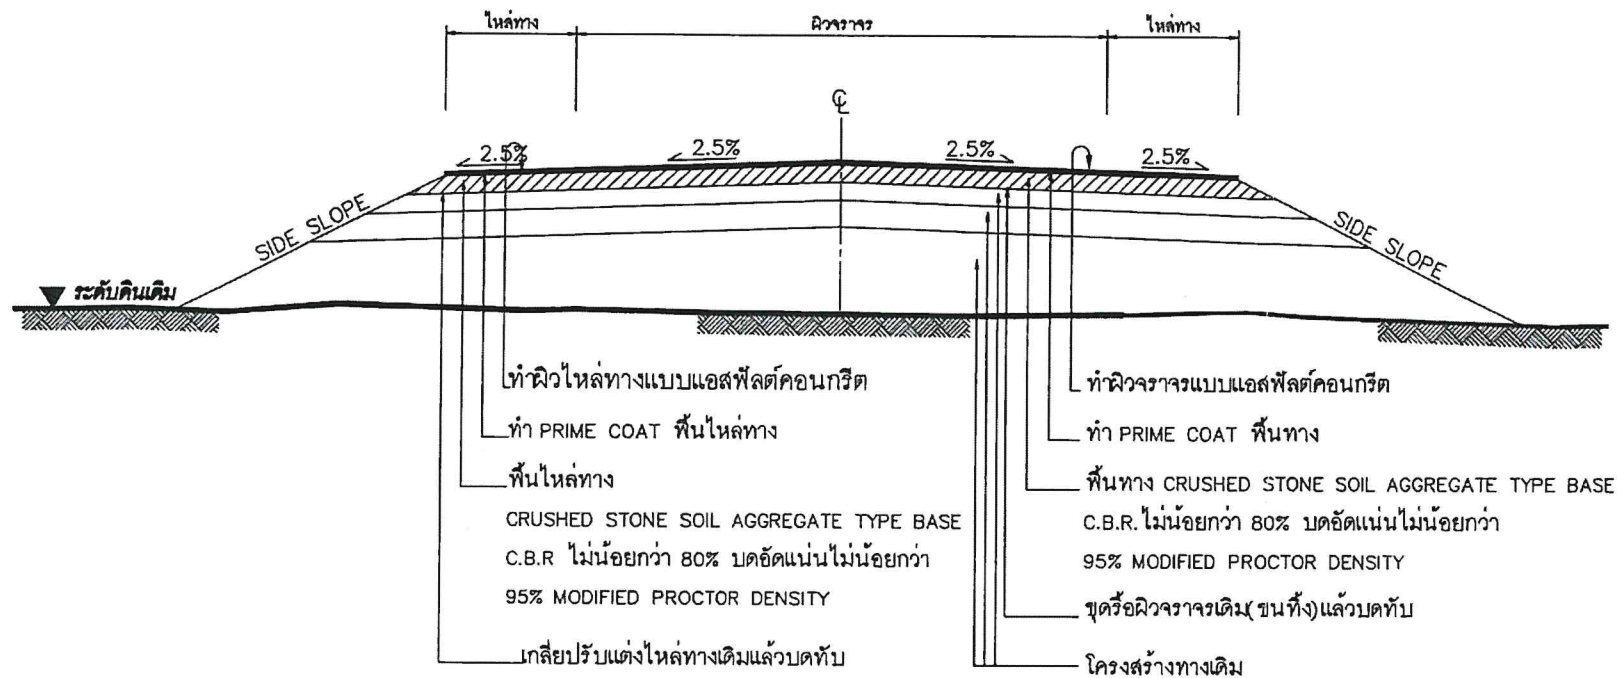 ไหล่ทาง ผิวจราจร ไหล่ทาง
℄
2.5% 2.5% 2.5% 2.5%
SIDE SLOPE SIDE SLOPE
ระดับดินเดิม
ทำผิวไหล่ทางแบบแอสฟัลต์คอนกรีต
ทำ PRIME COAT พื้นไหล่ทาง
พื้นไหล่ทาง
CRUSHED STONE SOIL AGGREGATE TYPE BASE
C.B.R ไม่น้อยกว่า 80% บดอัดแน่นไม่น้อยกว่า
95% MODIFIED PROCTOR DENSITY
เกลี่ยปรับแต่งไหล่ทางเดิมแล้วบดทับ
ทำผิวจราจรแบบแอสฟัลต์คอนกรีต
ทำ PRIME COAT พื้นทาง
พื้นทาง CRUSHED STONE SOIL AGGREGATE TYPE BASE
C.B.R. ไม่น้อยกว่า 80% บดอัดแน่นไม่น้อยกว่า
95% MODIFIED PROCTOR DENSITY
ขุดรื้อผิวจราจรเดิม(ขนทิ้ง)แล้วบดทับ
โครงสร้างทางเดิม